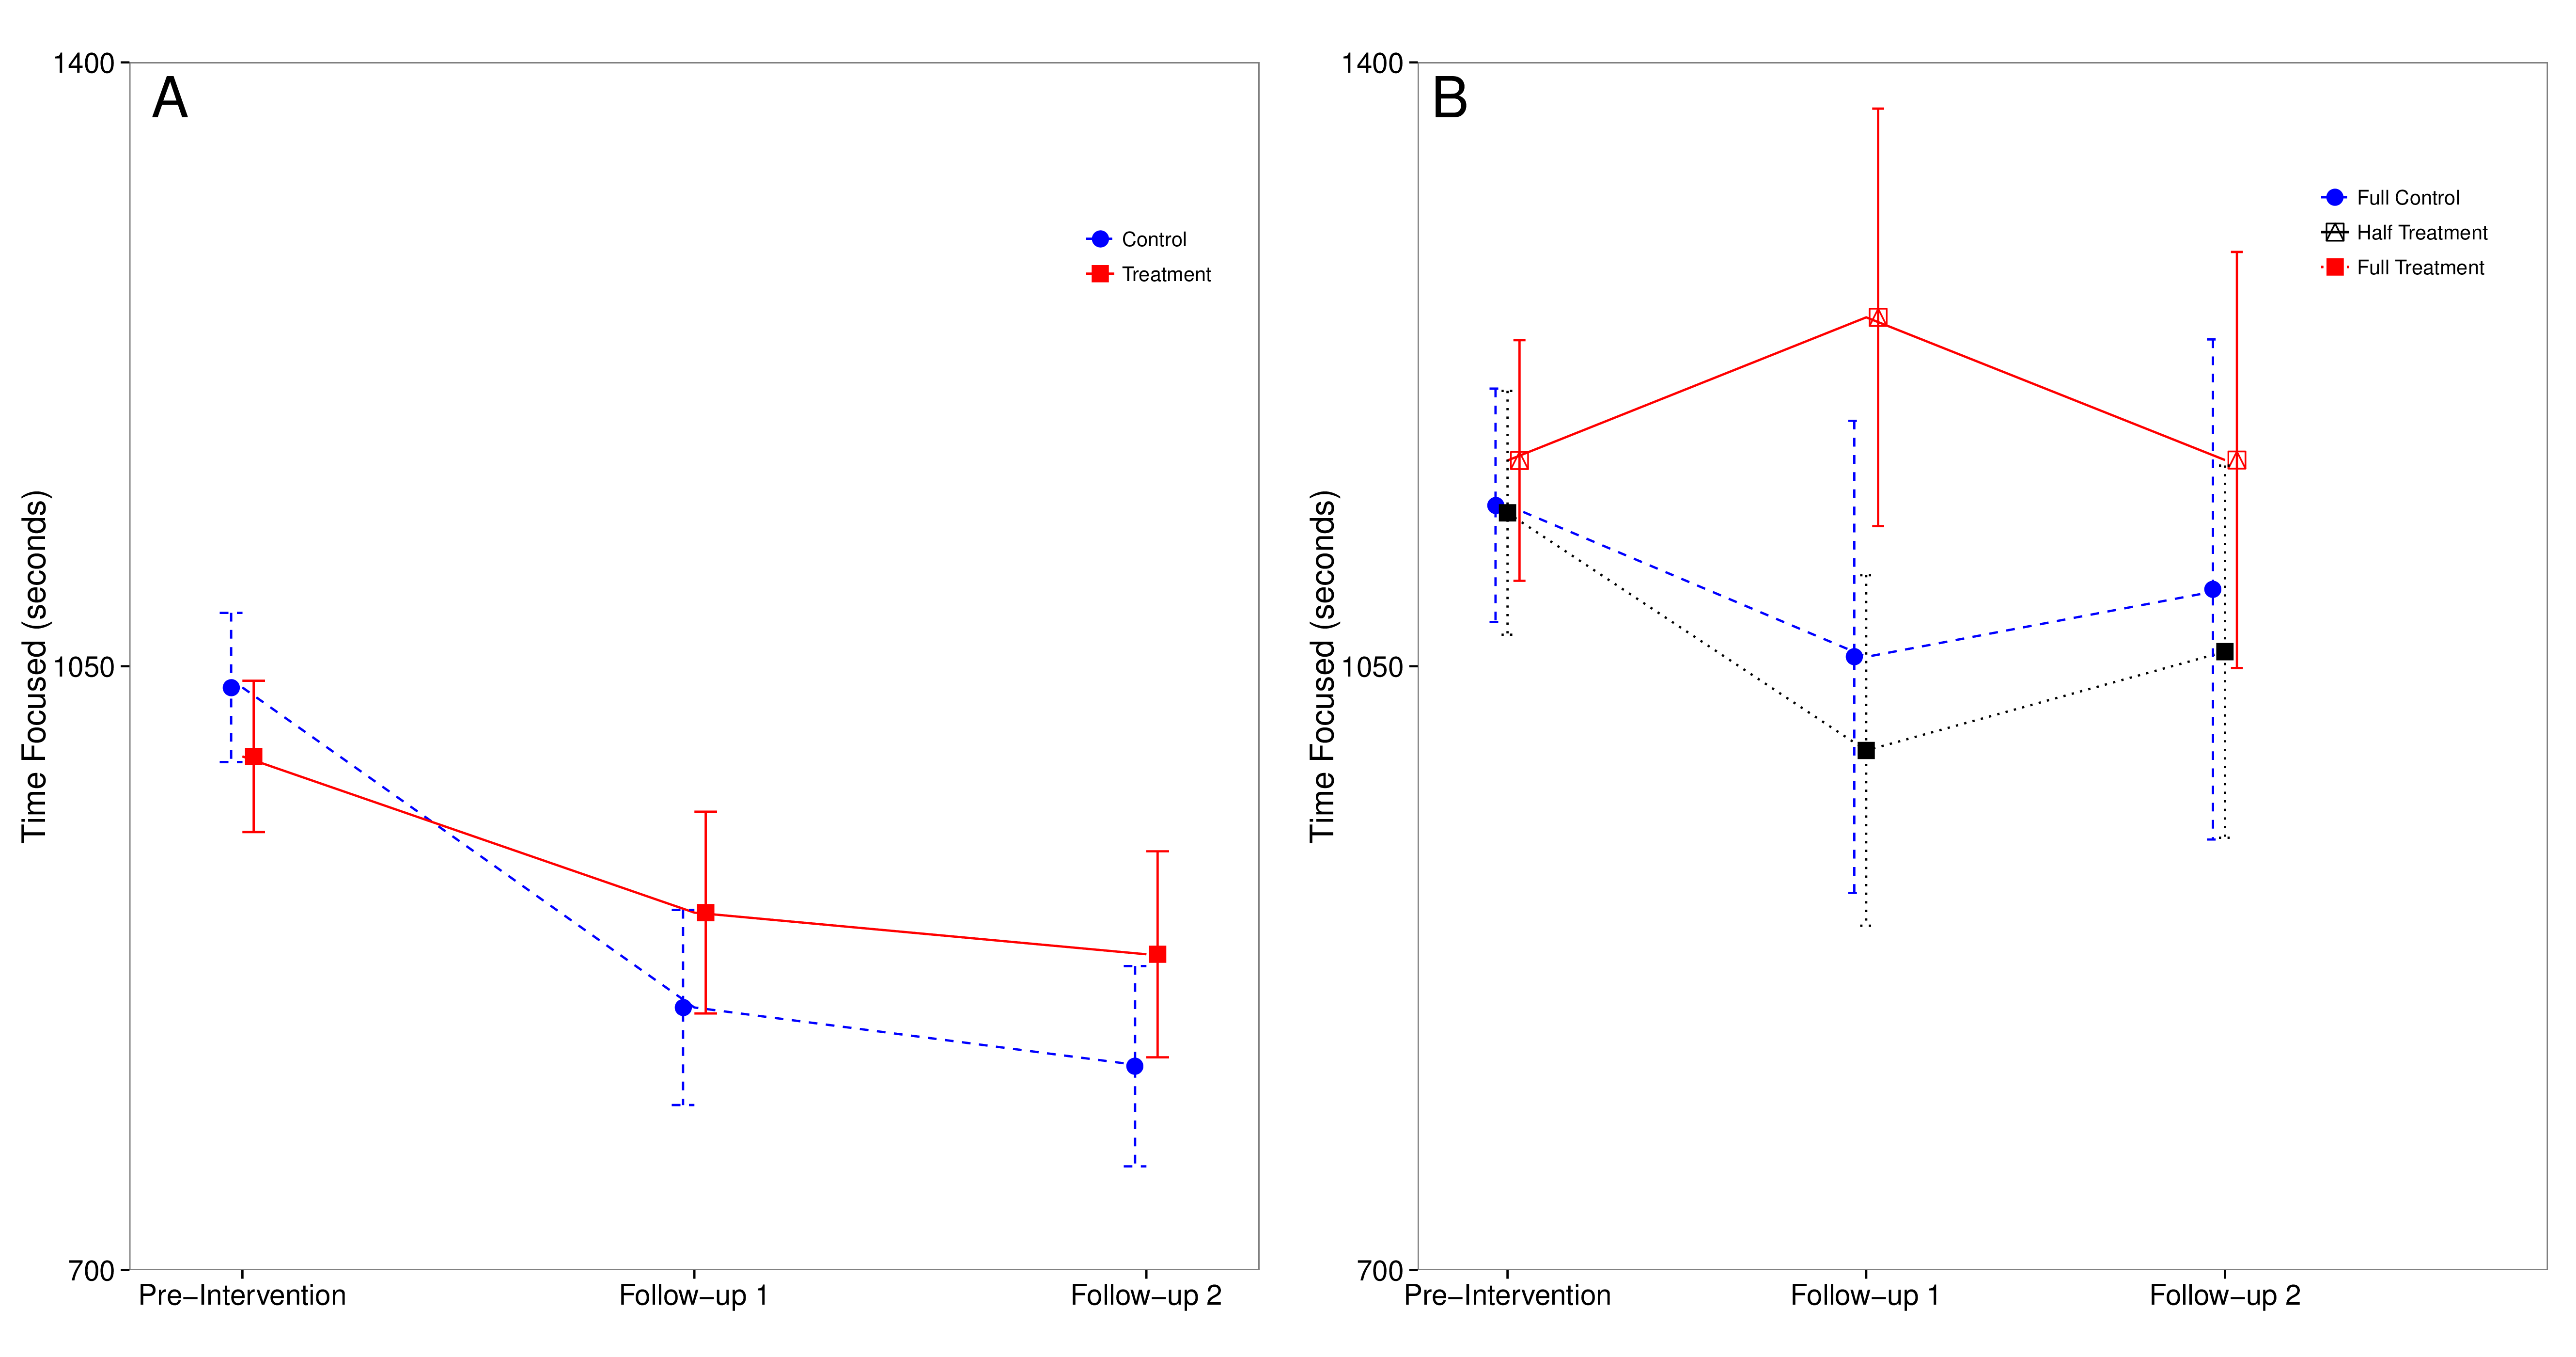 A
1400
1050
700
Time Focused (seconds)
Control
Treatment
Pre−Intervention
Follow−up 1
Follow−up 2
B
1400
1050
700
Time Focused (seconds)
Full Control
Half Treatment
Full Treatment
Pre−Intervention
Follow−up 1
Follow−up 2